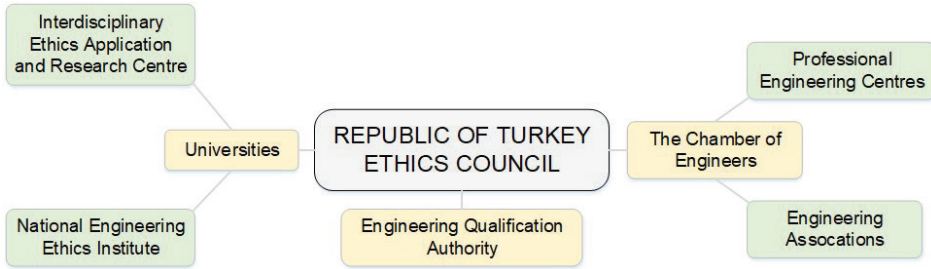 Interdisciplinary
Ethics Application
and Research Centre
Professional
Engineering Centres
Universities
REPUBLIC OF TURKEY
ETHICS COUNCIL
The Chamber of
Engineers
National Engineering
Ethics Institute
Engineering Qualification
Authority
Engineering
Assocations